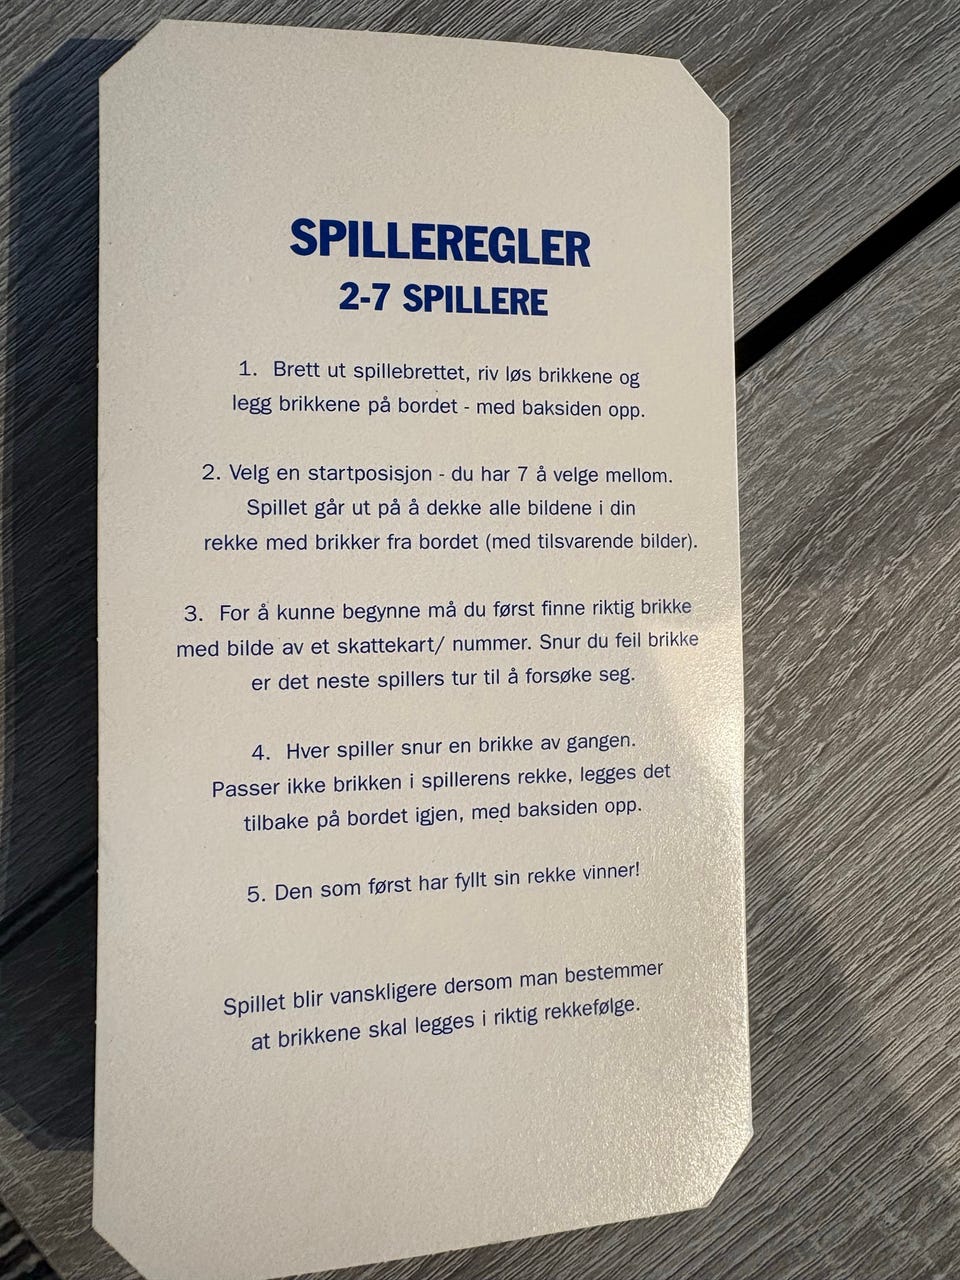 SPILLEREGLER
2-7 SPILLERE
1. Brett ut spillebrettet, riv løs brikkene og
legg brikkene på bordet - med baksiden opp.
2. Velg en startposisjon - du har 7 å velge mellom.
Spillet går ut på å dekke alle bildene i din
rekke med brikker fra bordet (med tilsvarende bilder).
3. For å kunne begynne må du først finne riktig brikke
med bilde av et skattekart/ nummer. Snur du feil brikke
er det neste spillers tur til å forsøke seg.
4. Hver spiller snur en brikke av gangen.
Passer ikke brikken i spillerens rekke, legges det
tilbake på bordet igjen, med baksiden opp.
5. Den som først har fyllt sin rekke vinner!
Spillet blir vanskligere dersom man bestemmer
at brikkene skal legges i riktig rekkefølge.